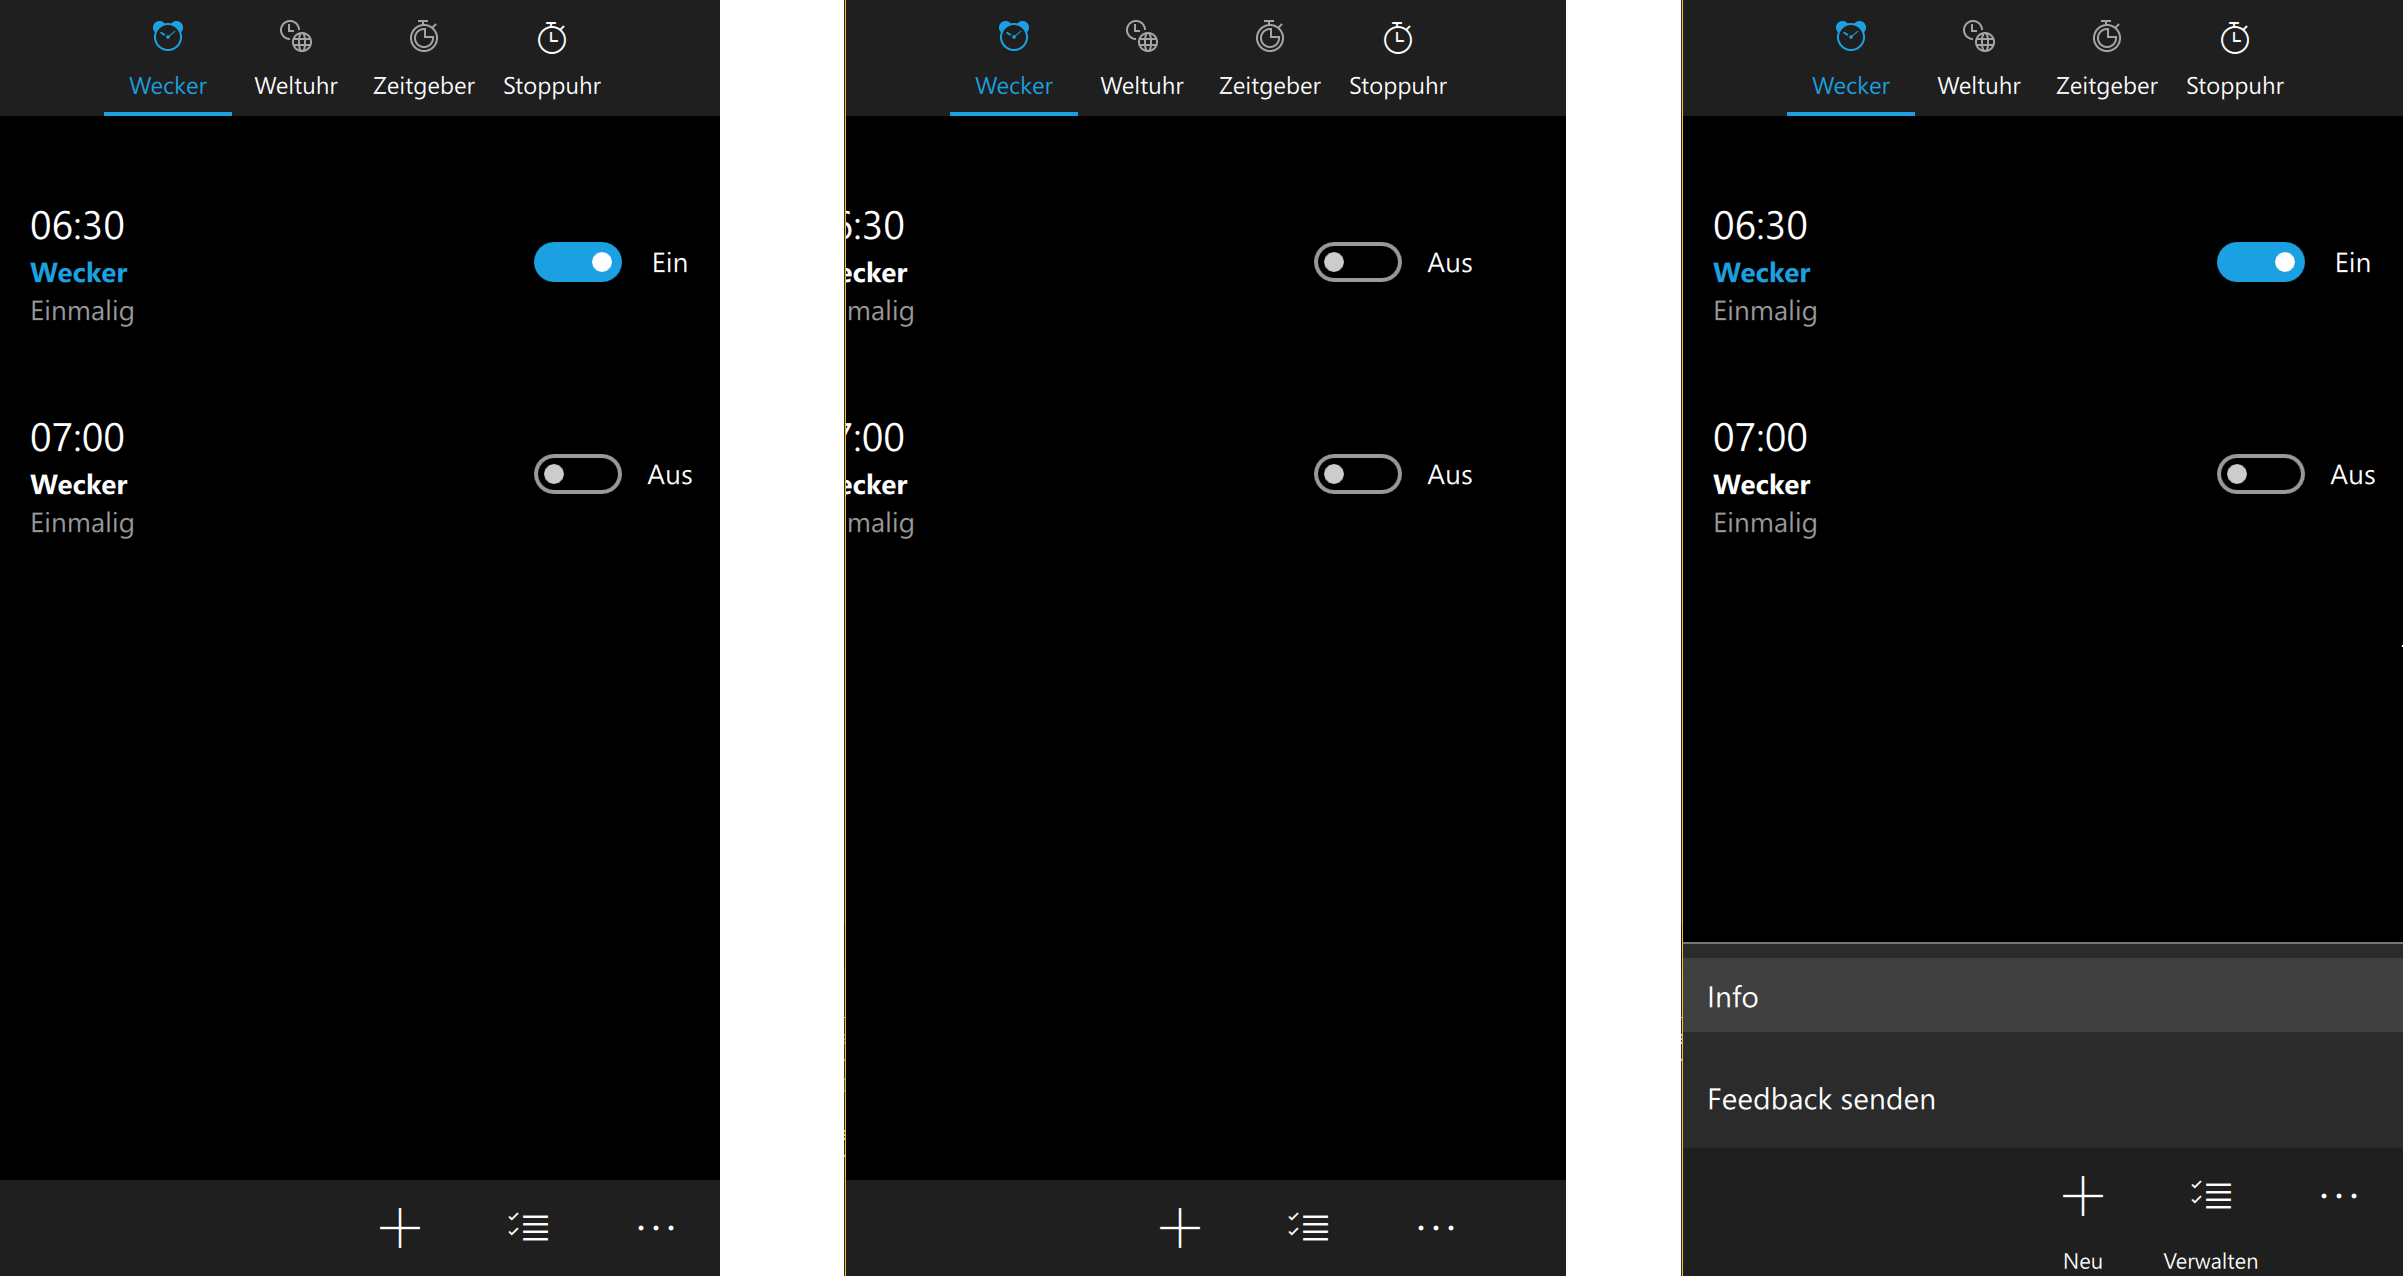 Wecker Weltuhr Zeitgeber Stoppuhr
06:30
Wecker
Einmalig
Ein
07:00
Wecker
Einmalig
Aus
Wecker Weltuhr Zeitgeber Stoppuhr
:30
ecker
malig
Aus
:00
ecker
malig
Aus
Wecker Weltuhr Zeitgeber Stoppuhr
06:30
Wecker
Einmalig
Ein
07:00
Wecker
Einmalig
Aus
Info
Feedback senden
Neu Verwalten